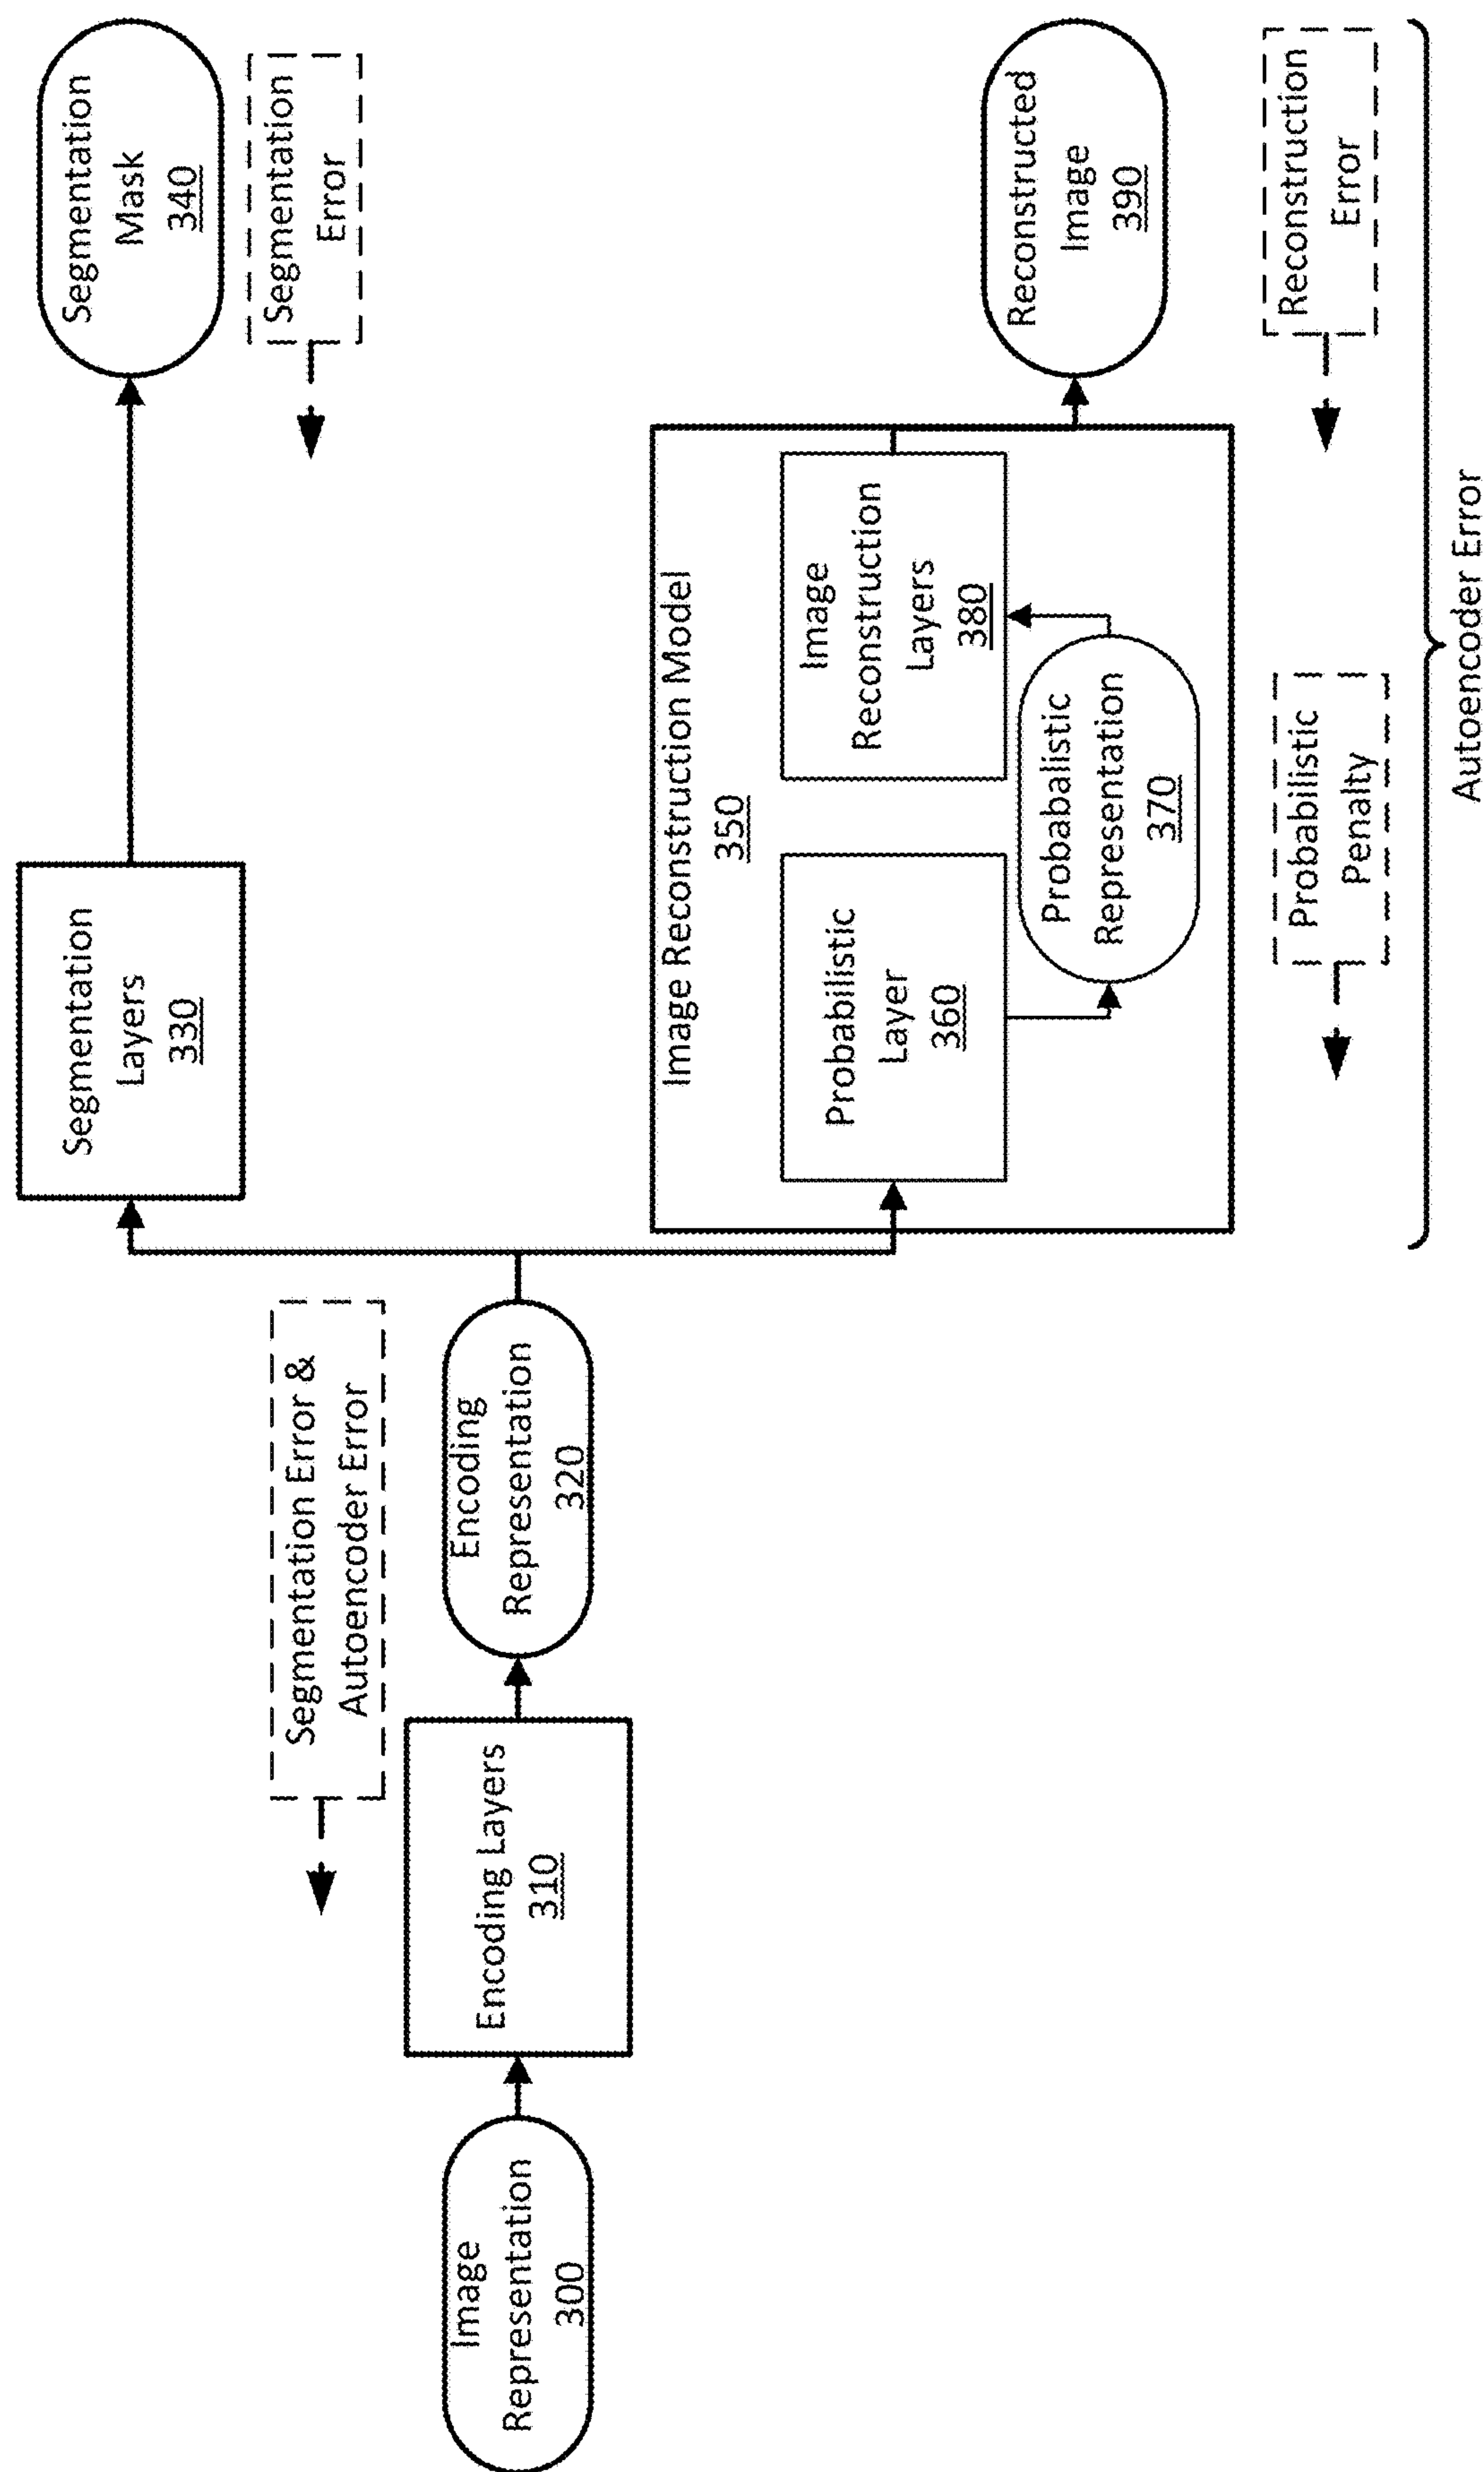 Image
Representation
300
Encoding Layers
310
Segmentation Error &
Autoencoder Error
Encoding
Representation
320
Segmentation
Layers
330
Segmentation
Mask
340
Segmentation
Error
Image Reconstruction Model
350
Probabilistic
Layer
360
Probabalistic
Representation
370
Image
Reconstruction
Layers
380
Reconstructed
Image
390
Probabilistic
Penalty
Reconstruction
Error
Autoencoder Error